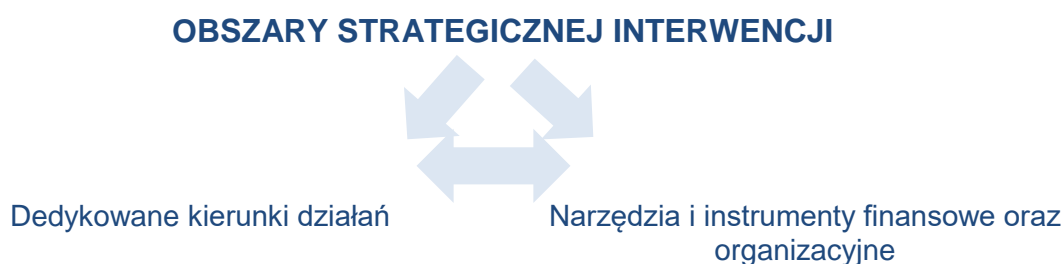 OBSZARY STRATEGICZNEJ INTERWENCJI
Dedykowane kierunki działań
Narzędzia i instrumenty finansowe oraz
organizacyjne